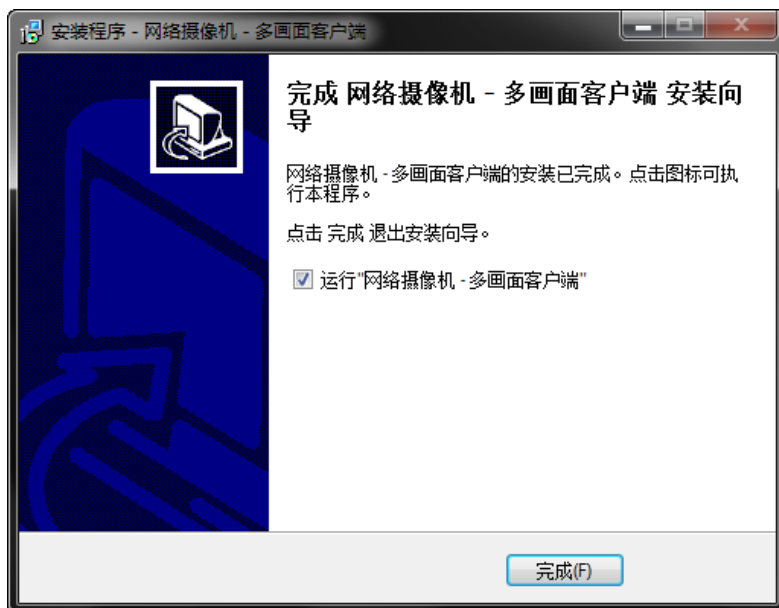 安装程序 - 网络摄像机 - 多画面客户端
完成 网络摄像机 - 多画面客户端 安装向
导
网络摄像机 - 多画面客户端的安装已完成。点击图标可执
行本程序。
点击 完成 退出安装向导。
运行"网络摄像机 - 多画面客户端"
完成(F)